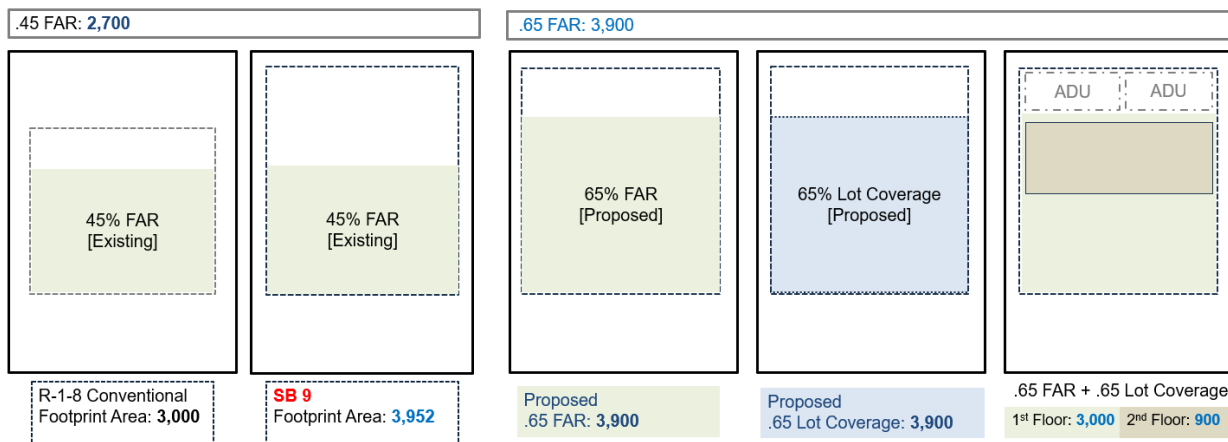 .45 FAR: 2,700
.65 FAR: 3,900
45% FAR
[Existing]
45% FAR
[Existing]
65% FAR
[Proposed]
65% Lot Coverage
[Proposed]
ADU
ADU
R-1-8 Conventional
Footprint Area: 3,000
SB 9
Footprint Area: 3,952
Proposed
.65 FAR: 3,900
Proposed
.65 Lot Coverage: 3,900
.65 FAR + .65 Lot Coverage
1st Floor: 3,000
2nd Floor: 900